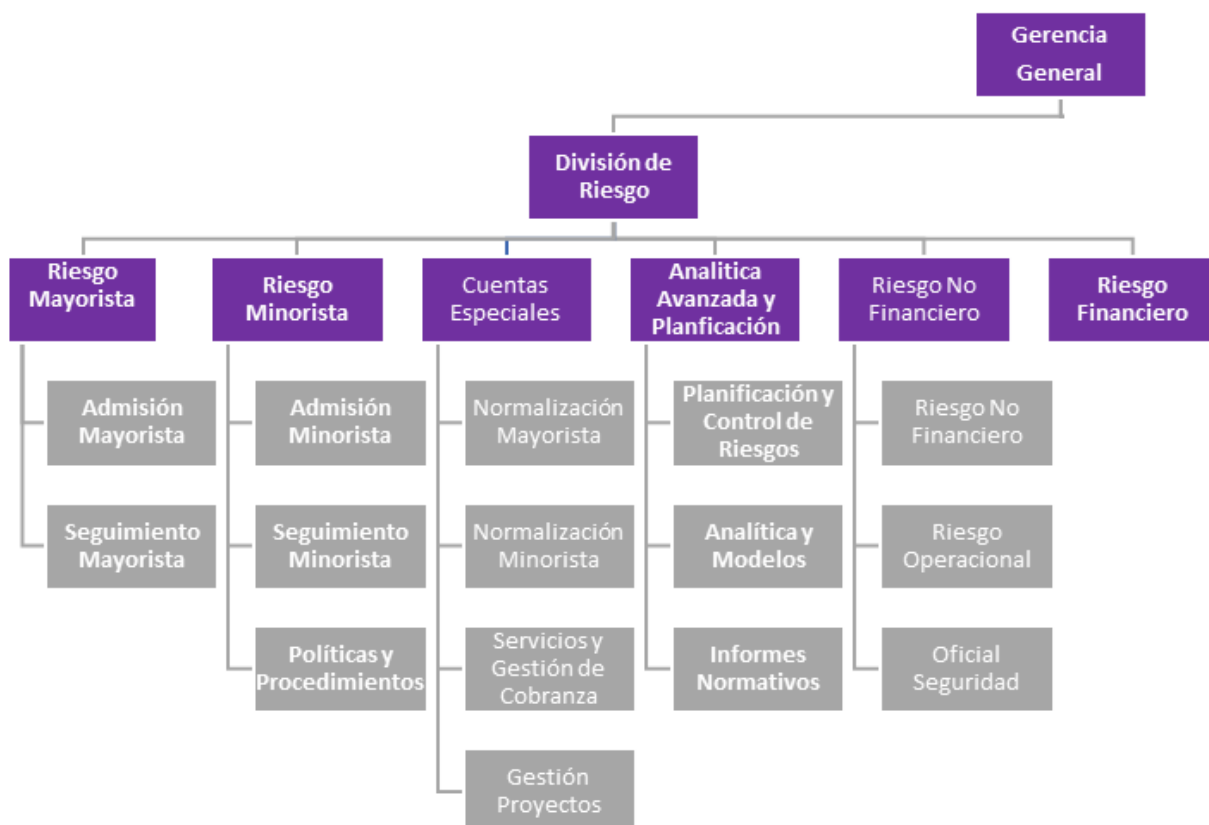 Gerencia
General
División de
Riesgo
Riesgo
Mayorista
Riesgo
Minorista
Cuentas
Especiales
Analitica
Avanzada y
Planficación
Riesgo No
Financiero
Riesgo
Financiero
Admisión
Mayorista
Seguimiento
Mayorista
Admisión
Minorista
Seguimiento
Minorista
Políticas y
Procedimientos
Normalización
Mayorista
Normalización
Minorista
Servicios y
Gestión de
Cobranza
Gestión
Proyectos
Planificación y
Control de
Riesgos
Analítica y
Modelos
Informes
Normativos
Riesgo No
Financiero
Riesgo
Operacional
Oficial
Seguridad